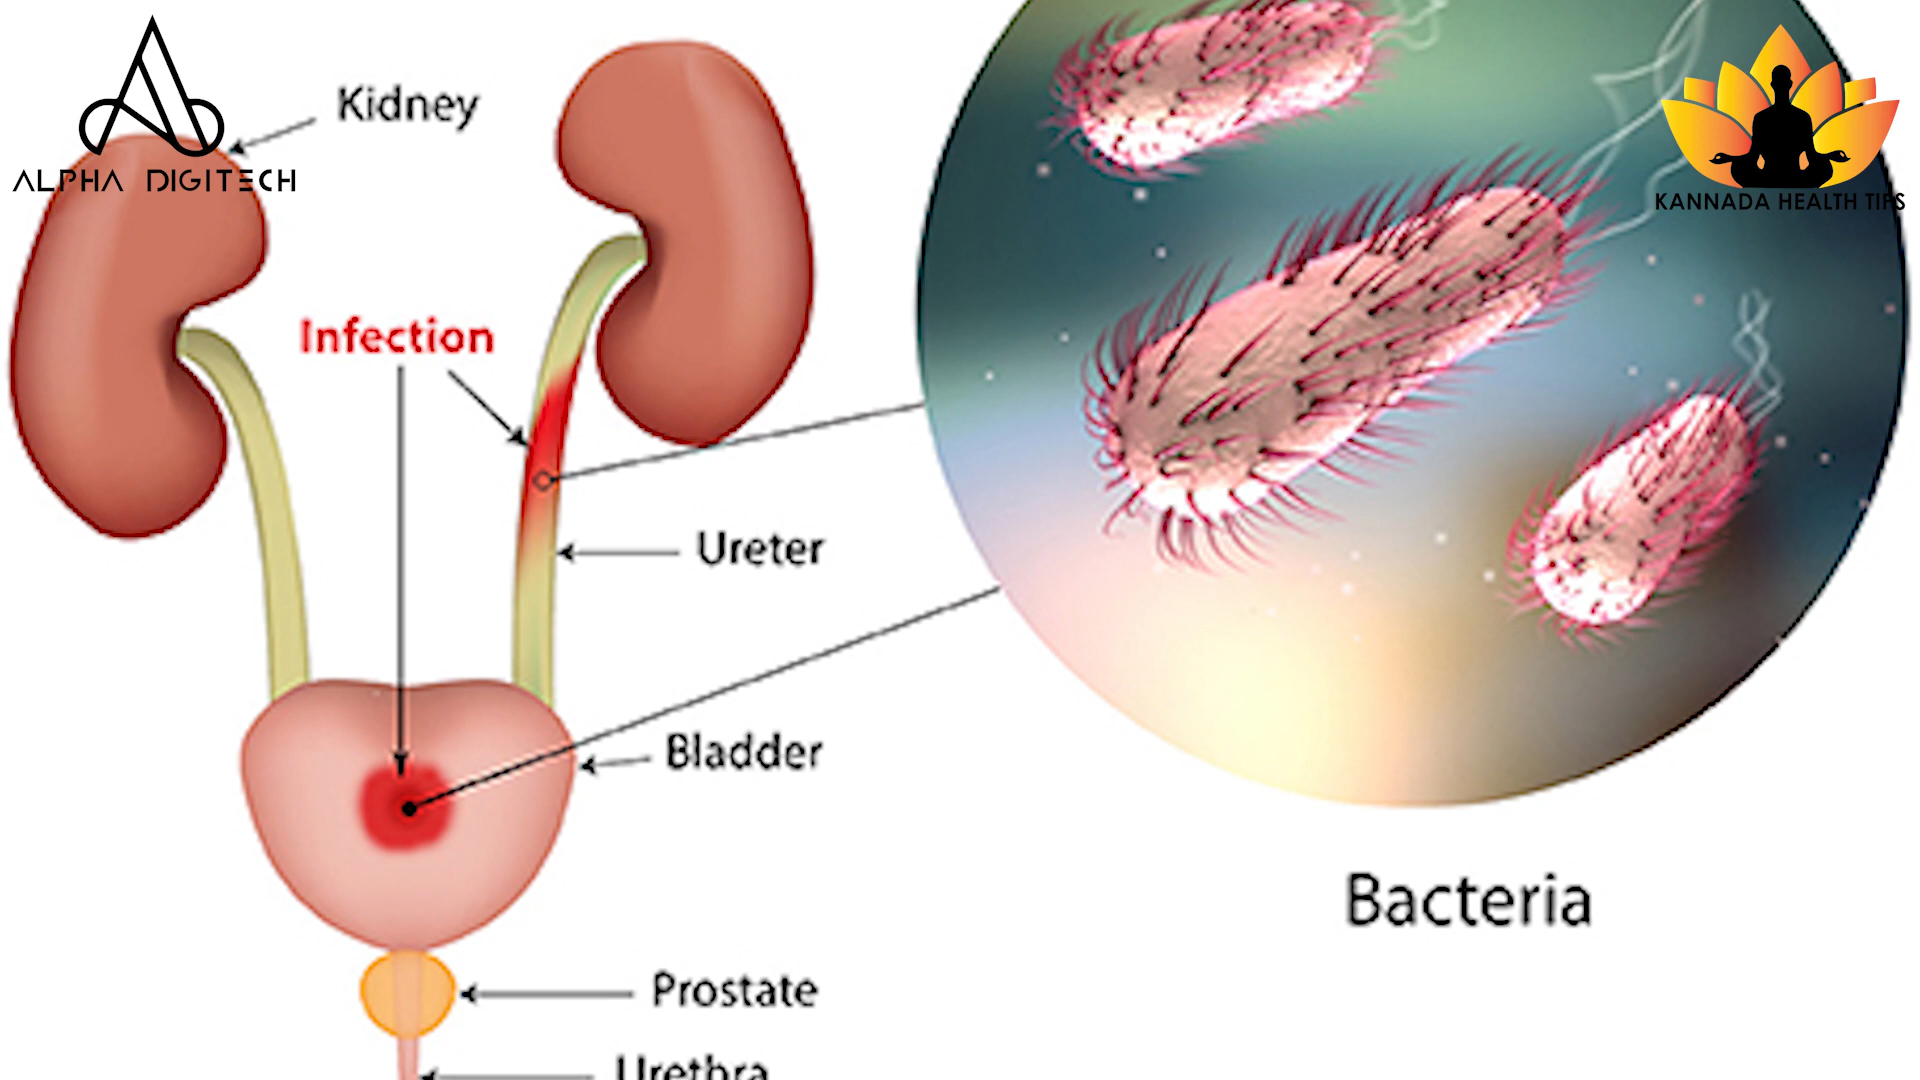 ALPHA DIGITECH
Kidney
KANNADA HEALTH TIPS
Infection
Ureter
Bladder
Bacteria
Prostate
Urethra